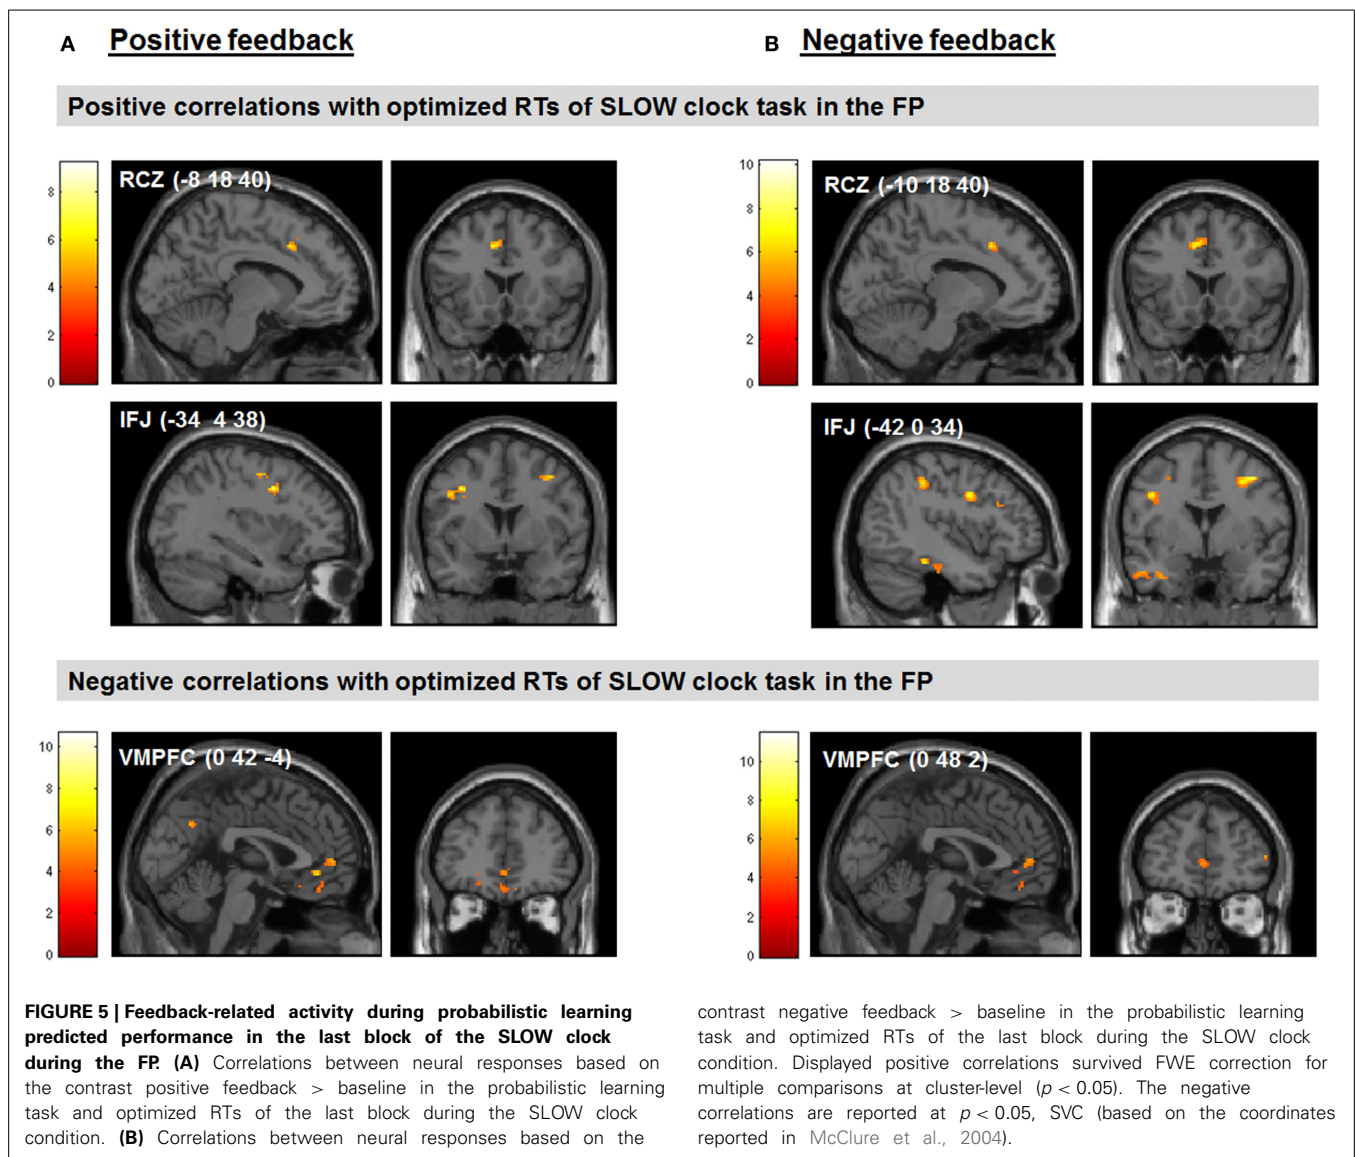 A Positive feedback
B Negative feedback
Positive correlations with optimized RTs of SLOW clock task in the FP
8
6
4
2
0
RCZ (-8 18 40)
10
8
6
4
2
0
RCZ (-10 18 40)
IFJ (-34 4 38)
IFJ (-42 0 34)
Negative correlations with optimized RTs of SLOW clock task in the FP
10
8
6
4
2
0
VMPFC (0 42 -4)
10
8
6
4
2
0
VMPFC (0 48 2)
FIGURE 5 | Feedback-related activity during probabilistic learning
predicted performance in the last block of the SLOW clock
during the FP. (A) Correlations between neural responses based on
the contrast positive feedback > baseline in the probabilistic learning
task and optimized RTs of the last block during the SLOW clock
condition. (B) Correlations between neural responses based on the
contrast negative feedback > baseline in the probabilistic learning
task and optimized RTs of the last block during the SLOW clock
condition. Displayed positive correlations survived FWE correction for
multiple comparisons at cluster-level (p < 0.05). The negative
correlations are reported at p < 0.05, SVC (based on the coordinates
reported in McClure et al., 2004).